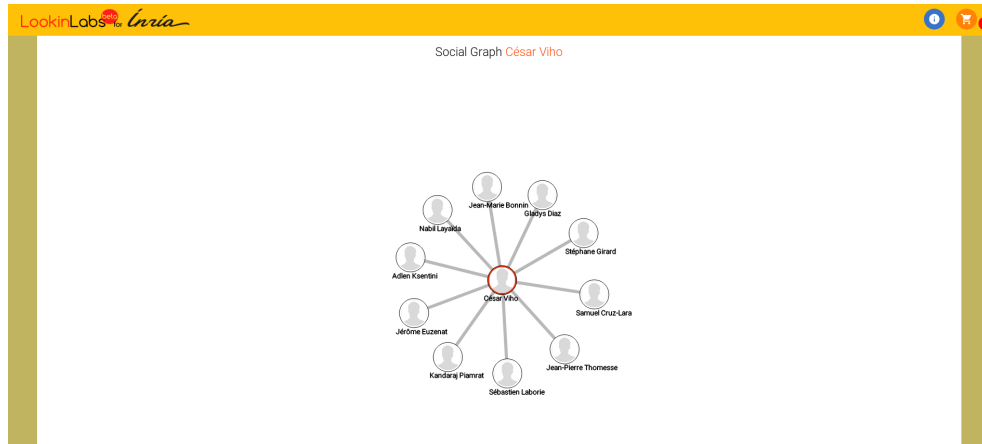 LookinLabs beta for Inria
Social Graph César Viho
Jean-Marie Bonnin
Gladys Diaz
Nabil Layaïda
Stéphane Girard
Adlen Ksentini
César Viho
Samuel Cruz-Lara
Jérôme Euzenat
Jean-Pierre Thomesse
Kandaraj Piamrat
Sébastien Laborie